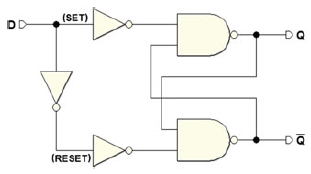 D (SET) Q
(RESET) Q̅